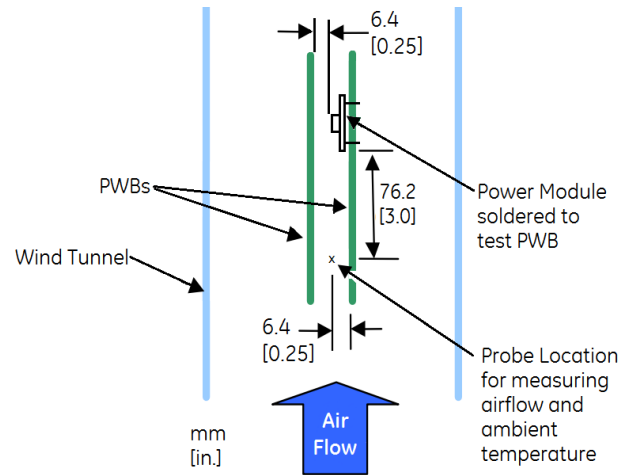 6.4
[0.25]
PWBs
76.2
[3.0]
Power Module
soldered to
test PWB
Wind Tunnel
x
6.4
[0.25]
Probe Location
for measuring
airflow and
ambient
temperature
Air
Flow
mm
[in.]